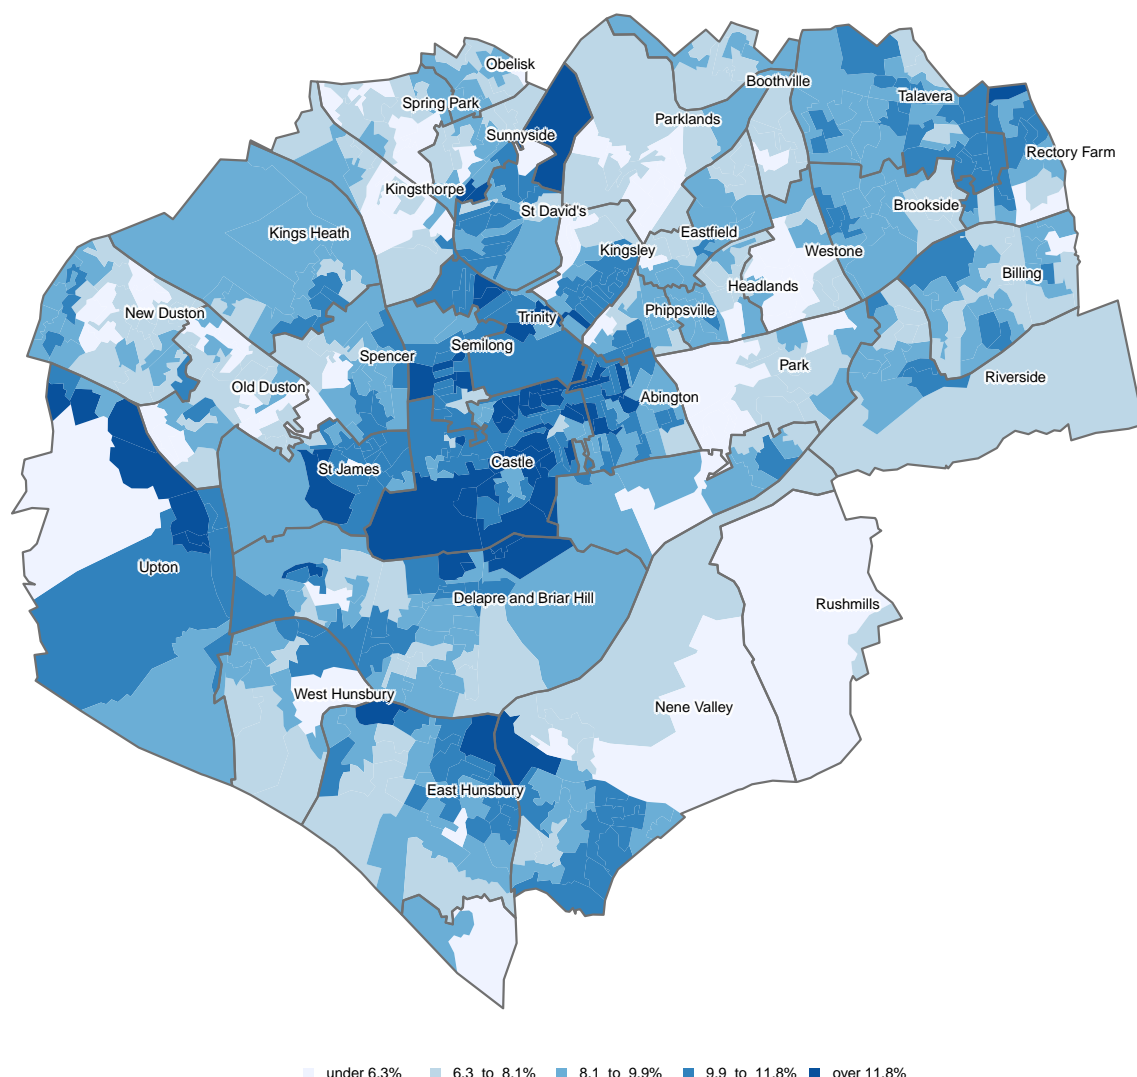 Obelisk
Boothville
Spring Park
Talavera
Parklands
Sunnyside
Rectory Farm
Kingsthorpe
Brookside
St David's
Kings Heath
Eastfield
Kingsley
Westone
Billing
Headlands
New Duston
Phippsville
Trinity
Semilong
Spencer
Park
Riverside
Old Duston
Abington
Castle
St James
Upton
Delapre and Briar Hill
Rushmills
West Hunsbury
Nene Valley
East Hunsbury
under 6.3% 6.3 to 8.1% 8.1 to 9.9% 9.9 to 11.8% over 11.8%